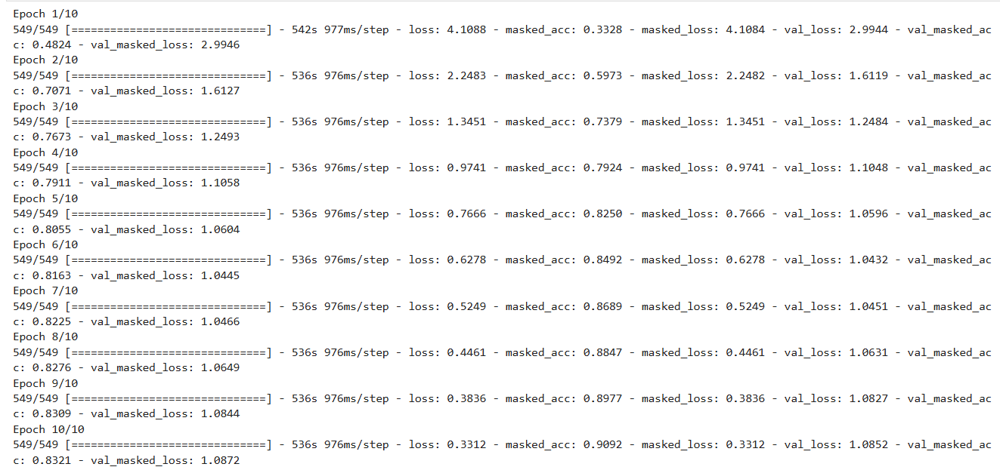 Epoch 1/10
549/549 [==============================] - 542s 977ms/step - loss: 4.1088 - masked_acc: 0.3328 - masked_loss: 4.1084 - val_loss: 2.9944 - val_masked_ac
c: 0.4824 - val_masked_loss: 2.9946
Epoch 2/10
549/549 [==============================] - 536s 976ms/step - loss: 2.2483 - masked_acc: 0.5973 - masked_loss: 2.2482 - val_loss: 1.6119 - val_masked_ac
c: 0.7071 - val_masked_loss: 1.6127
Epoch 3/10
549/549 [==============================] - 536s 976ms/step - loss: 1.3451 - masked_acc: 0.7379 - masked_loss: 1.3451 - val_loss: 1.2484 - val_masked_ac
c: 0.7673 - val_masked_loss: 1.2493
Epoch 4/10
549/549 [==============================] - 536s 976ms/step - loss: 0.9741 - masked_acc: 0.7924 - masked_loss: 0.9741 - val_loss: 1.1048 - val_masked_ac
c: 0.7911 - val_masked_loss: 1.1058
Epoch 5/10
549/549 [==============================] - 536s 976ms/step - loss: 0.7666 - masked_acc: 0.8250 - masked_loss: 0.7666 - val_loss: 1.0596 - val_masked_ac
c: 0.8055 - val_masked_loss: 1.0604
Epoch 6/10
549/549 [==============================] - 536s 976ms/step - loss: 0.6278 - masked_acc: 0.8492 - masked_loss: 0.6278 - val_loss: 1.0432 - val_masked_ac
c: 0.8163 - val_masked_loss: 1.0445
Epoch 7/10
549/549 [==============================] - 536s 976ms/step - loss: 0.5249 - masked_acc: 0.8689 - masked_loss: 0.5249 - val_loss: 1.0451 - val_masked_ac
c: 0.8225 - val_masked_loss: 1.0466
Epoch 8/10
549/549 [==============================] - 536s 976ms/step - loss: 0.4461 - masked_acc: 0.8847 - masked_loss: 0.4461 - val_loss: 1.0631 - val_masked_ac
c: 0.8276 - val_masked_loss: 1.0649
Epoch 9/10
549/549 [==============================] - 536s 976ms/step - loss: 0.3836 - masked_acc: 0.8977 - masked_loss: 0.3836 - val_loss: 1.0827 - val_masked_ac
c: 0.8309 - val_masked_loss: 1.0844
Epoch 10/10
549/549 [==============================] - 536s 976ms/step - loss: 0.3312 - masked_acc: 0.9092 - masked_loss: 0.3312 - val_loss: 1.0852 - val_masked_ac
c: 0.8321 - val_masked_loss: 1.0872